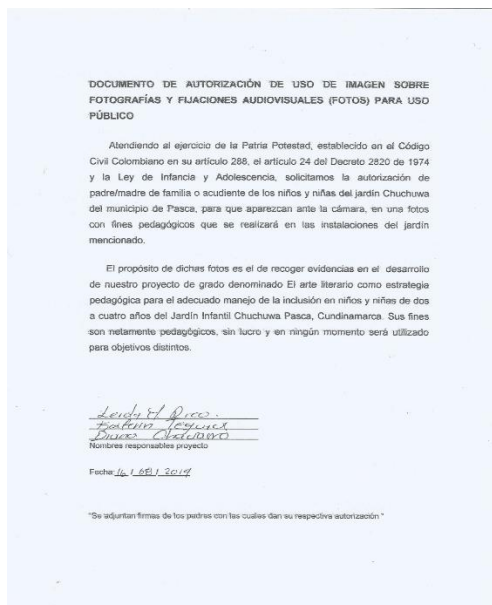 DOCUMENTO DE AUTORIZACIÓN DE USO DE IMAGEN SOBRE
FOTOGRAFÍAS Y FIJACIONES AUDIOVISUALES (FOTOS) PARA USO
PÚBLICO
Atendiendo al ejercicio de la Patria Potestad, establecido en el Código
Civil Colombiano en su artículo 288, el artículo 24 del Decreto 2820 de 1974
y la Ley de Infancia y Adolescencia, solicitamos la autorización de
padre/madre de familia o acudiente de los niños y niñas del jardín Chuchuwa
del municipio de Pasca, para que aparezcan ante la cámara, en una fotos
con fines pedagógicos que se realizará en las instalaciones del jardín
mencionado.
El propósito de dichas fotos es el de recoger evidencias en el desarrollo
de nuestro proyecto de grado denominado El arte literario como estrategia
pedagógica para el adecuado manejo de la inclusión en niños y niñas de dos
a cuatro años del Jardín Infantil Chuchuwa Pasca, Cundinamarca. Sus fines
son netamente pedagógicos, sin lucro y en ningún momento será utilizado
para objetivos distintos.
Leidy Rico.
Nombres responsables proyecto
Fecha: 2019
"Se adjuntan firmas de los padres con las cuales dan su respectiva autorización "